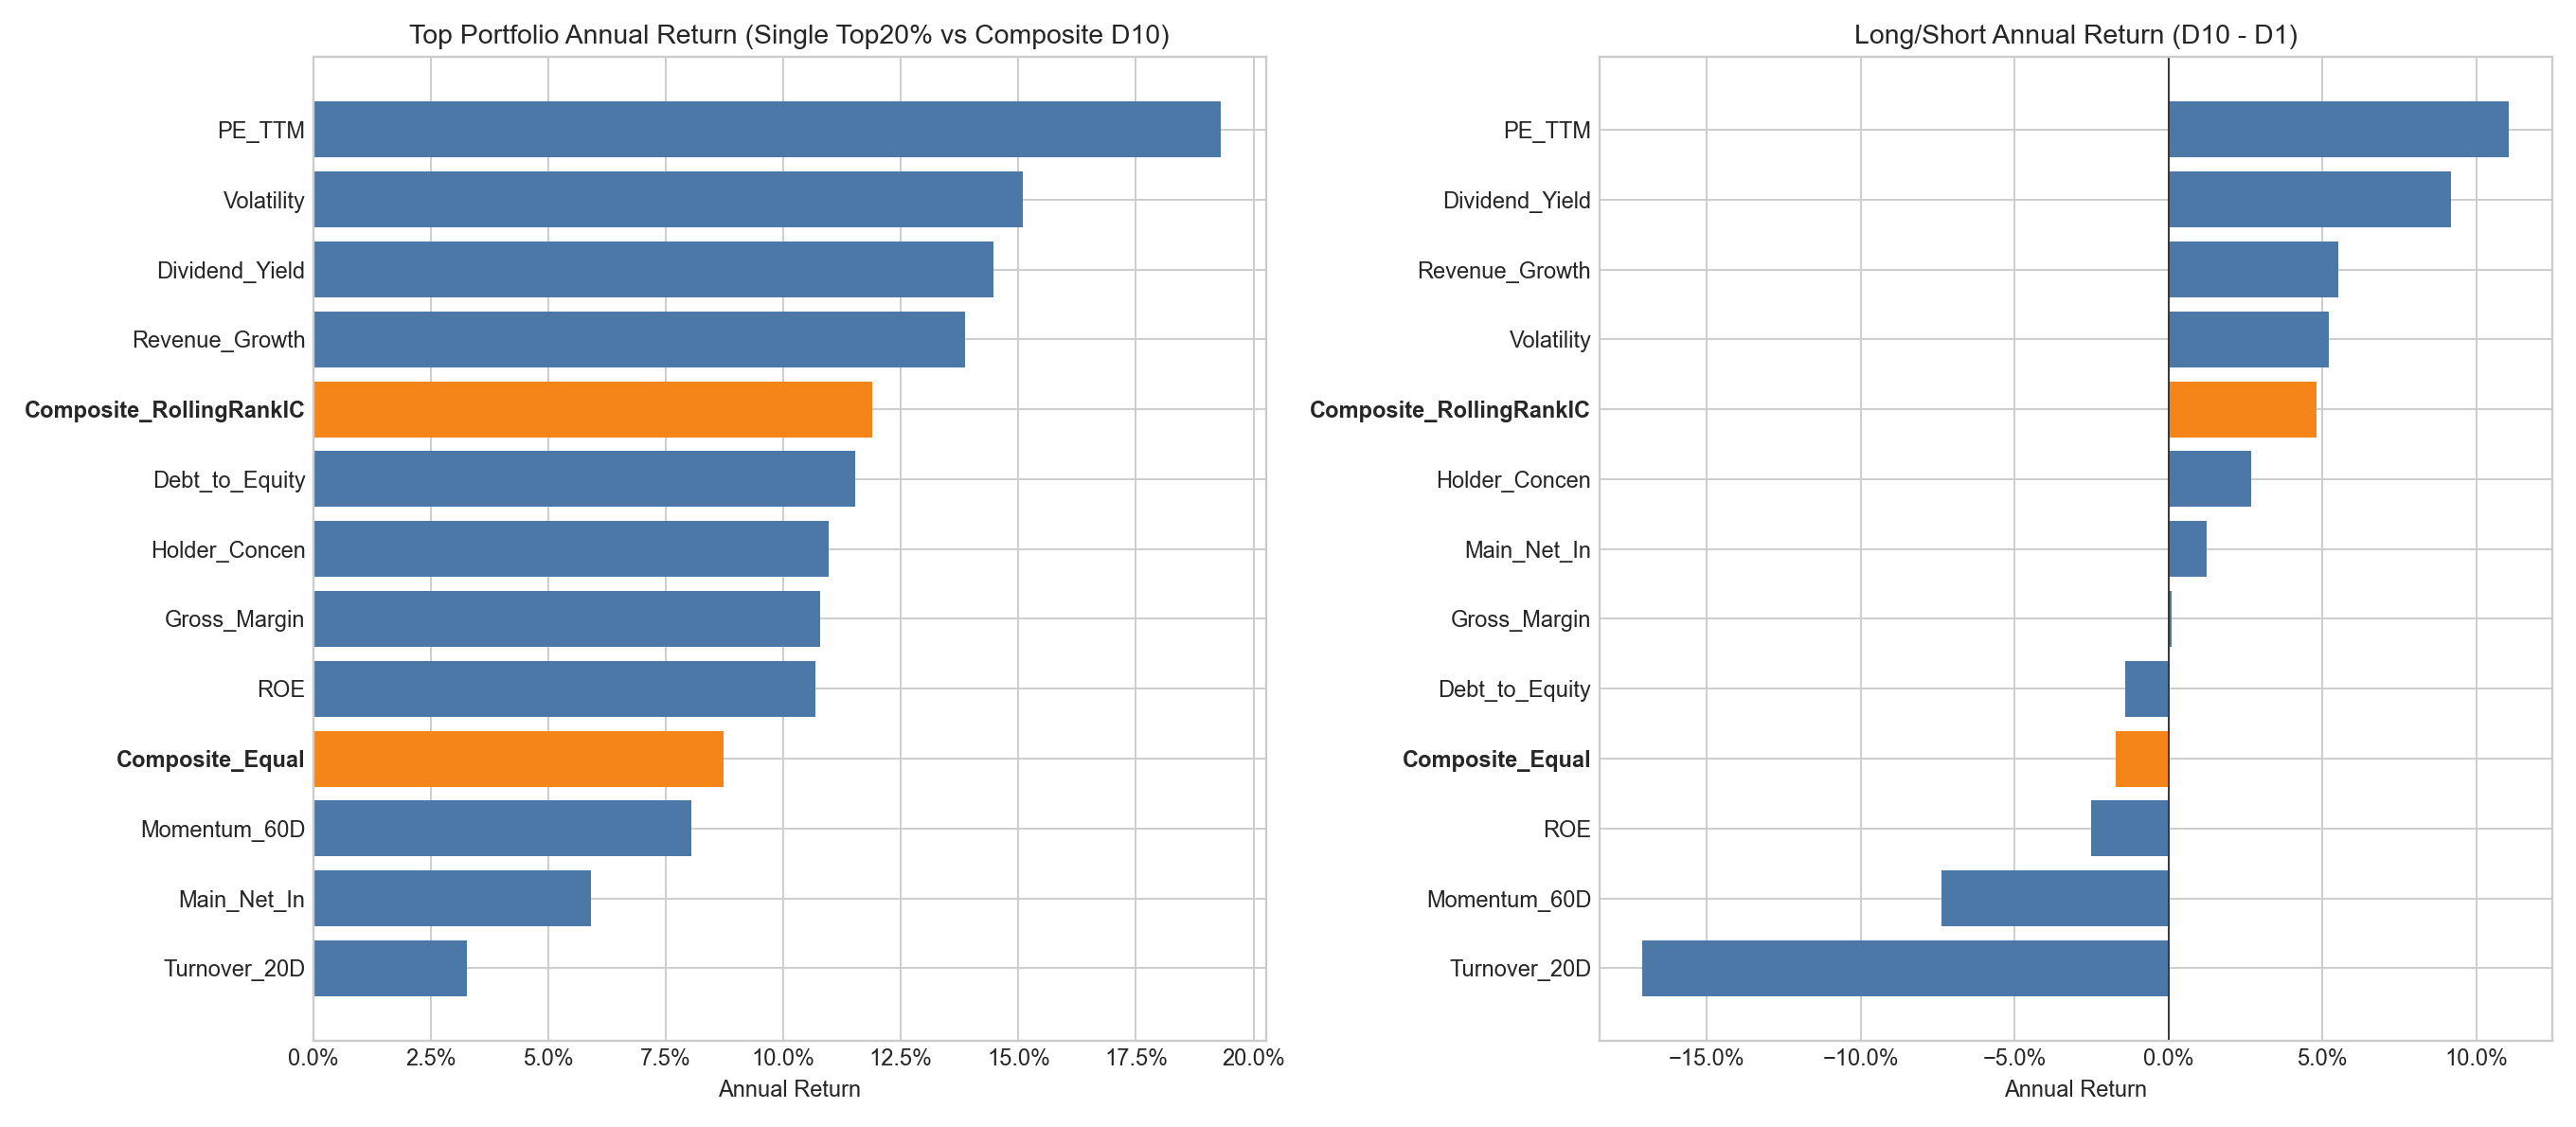 Top Portfolio Annual Return (Single Top20% vs Composite D10)
PE_TTM
Volatility
Dividend_Yield
Revenue_Growth
Composite_RollingRankIC
Debt_to_Equity
Holder_Concen
Gross_Margin
ROE
Composite_Equal
Momentum_60D
Main_Net_In
Turnover_20D
0.0% 2.5% 5.0% 7.5% 10.0% 12.5% 15.0% 17.5% 20.0%
Annual Return
Long/Short Annual Return (D10 - D1)
PE_TTM
Dividend_Yield
Revenue_Growth
Volatility
Composite_RollingRankIC
Holder_Concen
Main_Net_In
Gross_Margin
Debt_to_Equity
Composite_Equal
ROE
Momentum_60D
Turnover_20D
−15.0% −10.0% −5.0% 0.0% 5.0% 10.0%
Annual Return